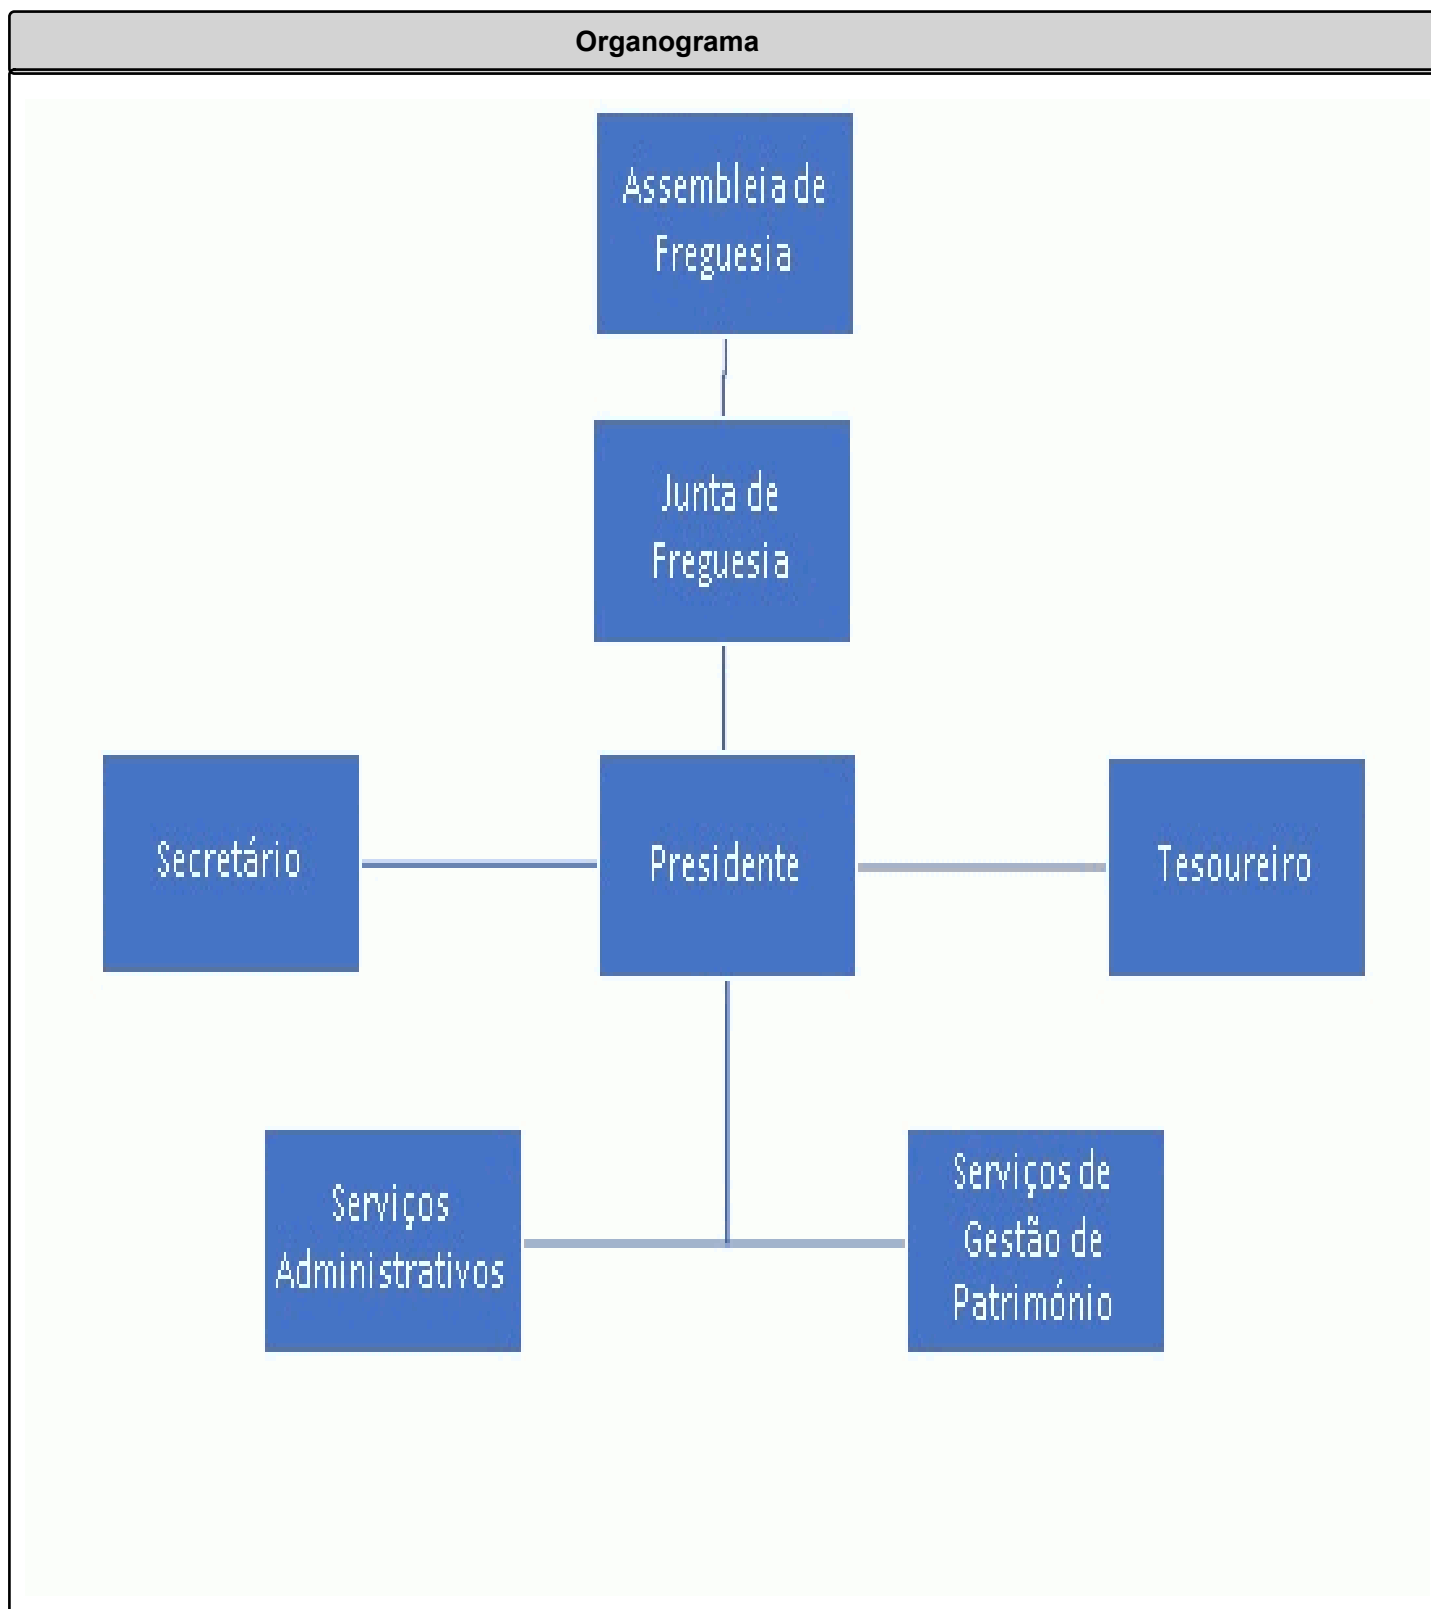 Organograma
Assembleia de
Freguesia
Junta de
Freguesia
Secretário
Presidente
Tesoureiro
Serviços
Administrativos
Serviços de
Gestão de
Património